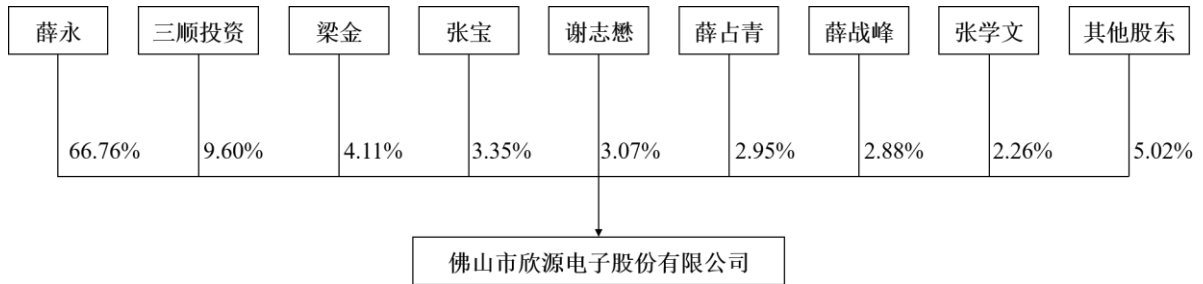 薛永
三顺投资
梁金
张宝
谢志懋
薛占青
薛战峰
张学文
其他股东
66.76%
9.60%
4.11%
3.35%
3.07%
2.95%
2.88%
2.26%
5.02%
佛山市欣源电子股份有限公司